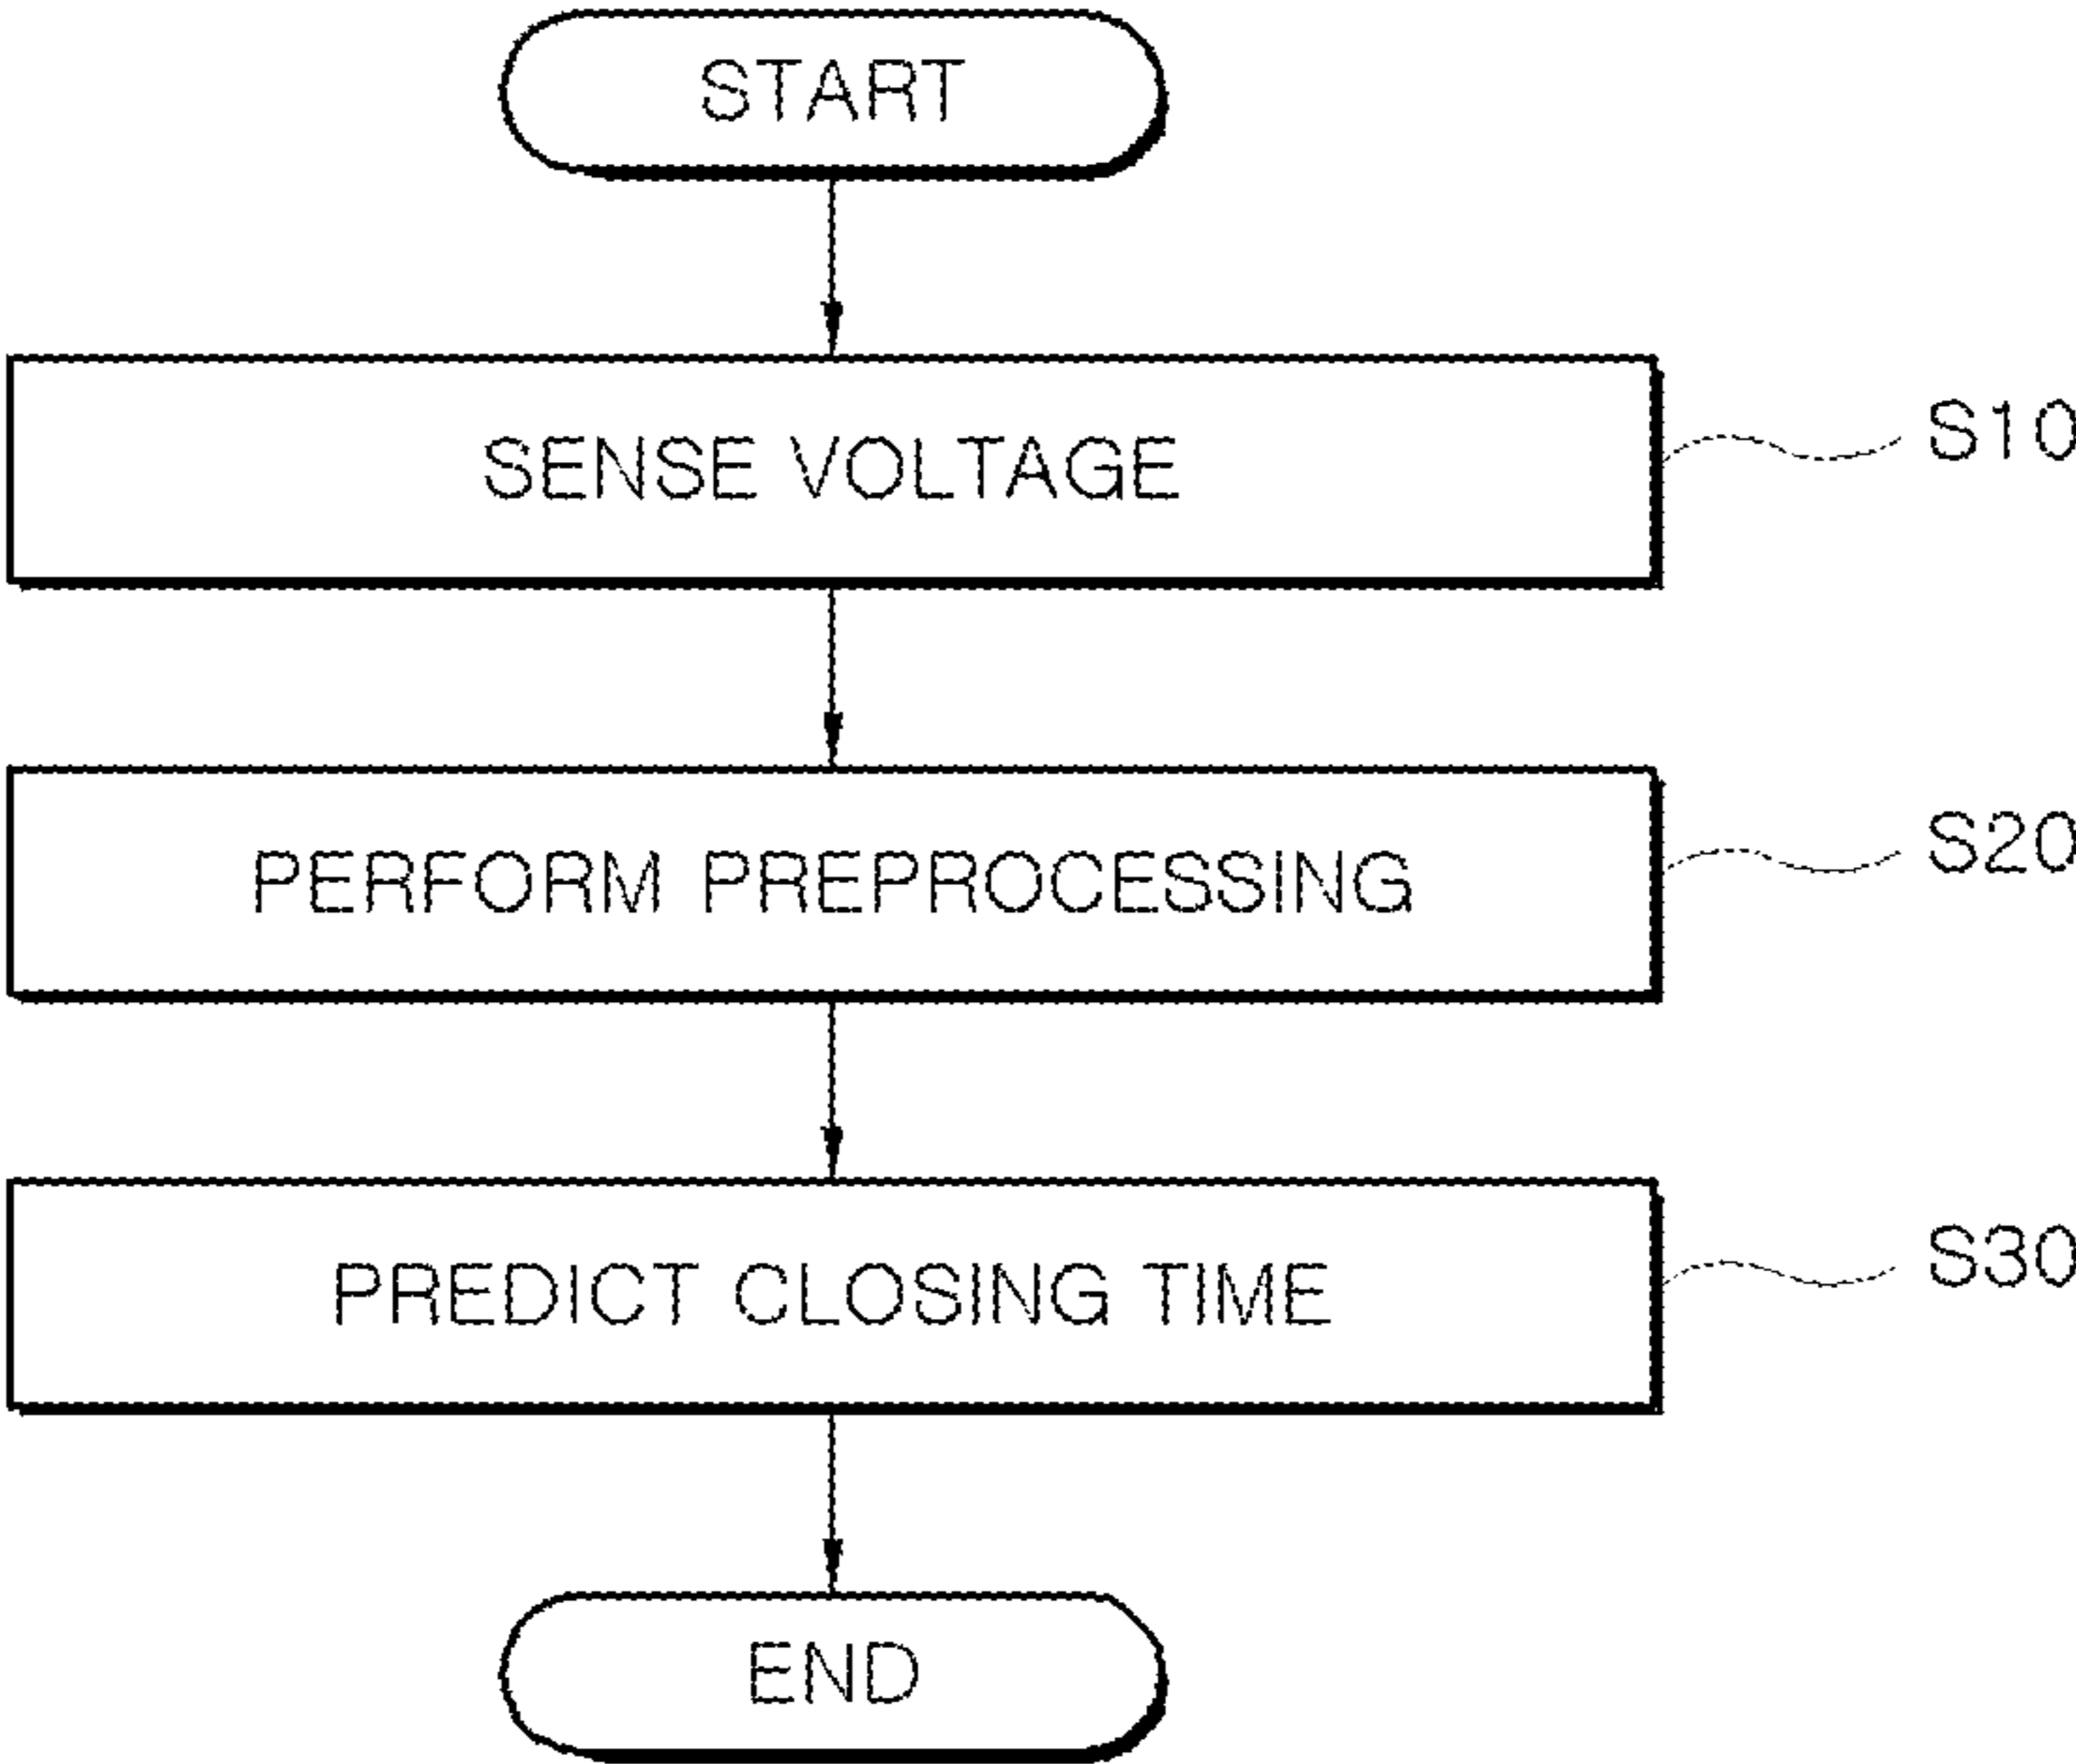 START
SENSE VOLTAGE
S10
PERFORM PREPROCESSING
S20
PREDICT CLOSING TIME
S30
END